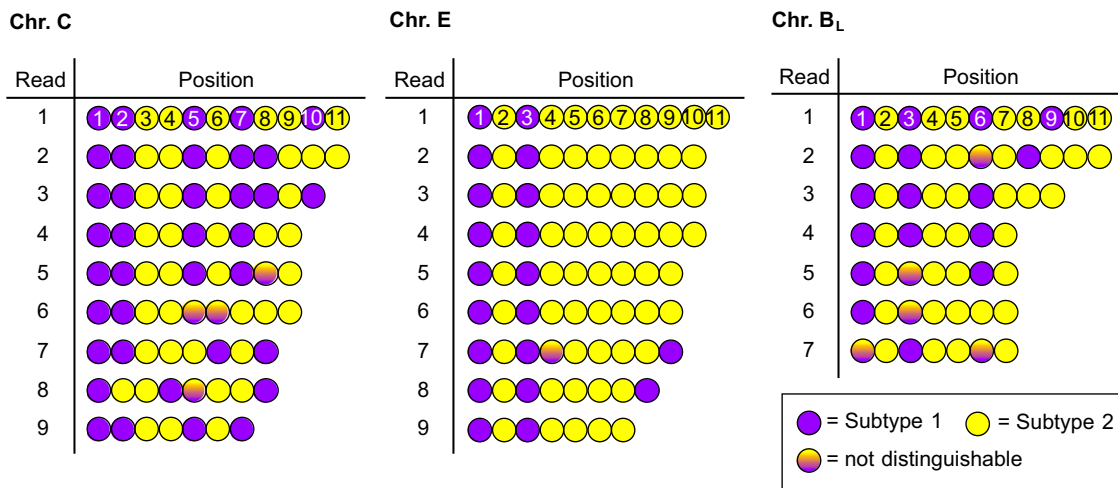 Chr. C
Read Position
1 1 2 3 4 5 6 7 8 9 10 11
2
3
4
5
6
7
8
9
Chr. E
Position
1 2 3 4 5 6 7 8 9 10 11
2
3
4
5
6
7
8
9
Read
1
Chr. BL
Read Position
1 1 2 3 4 5 6 7 8 9 10 11
2
3
4
5
6
7
= Subtype 1 = Subtype 2
= not distinguishable